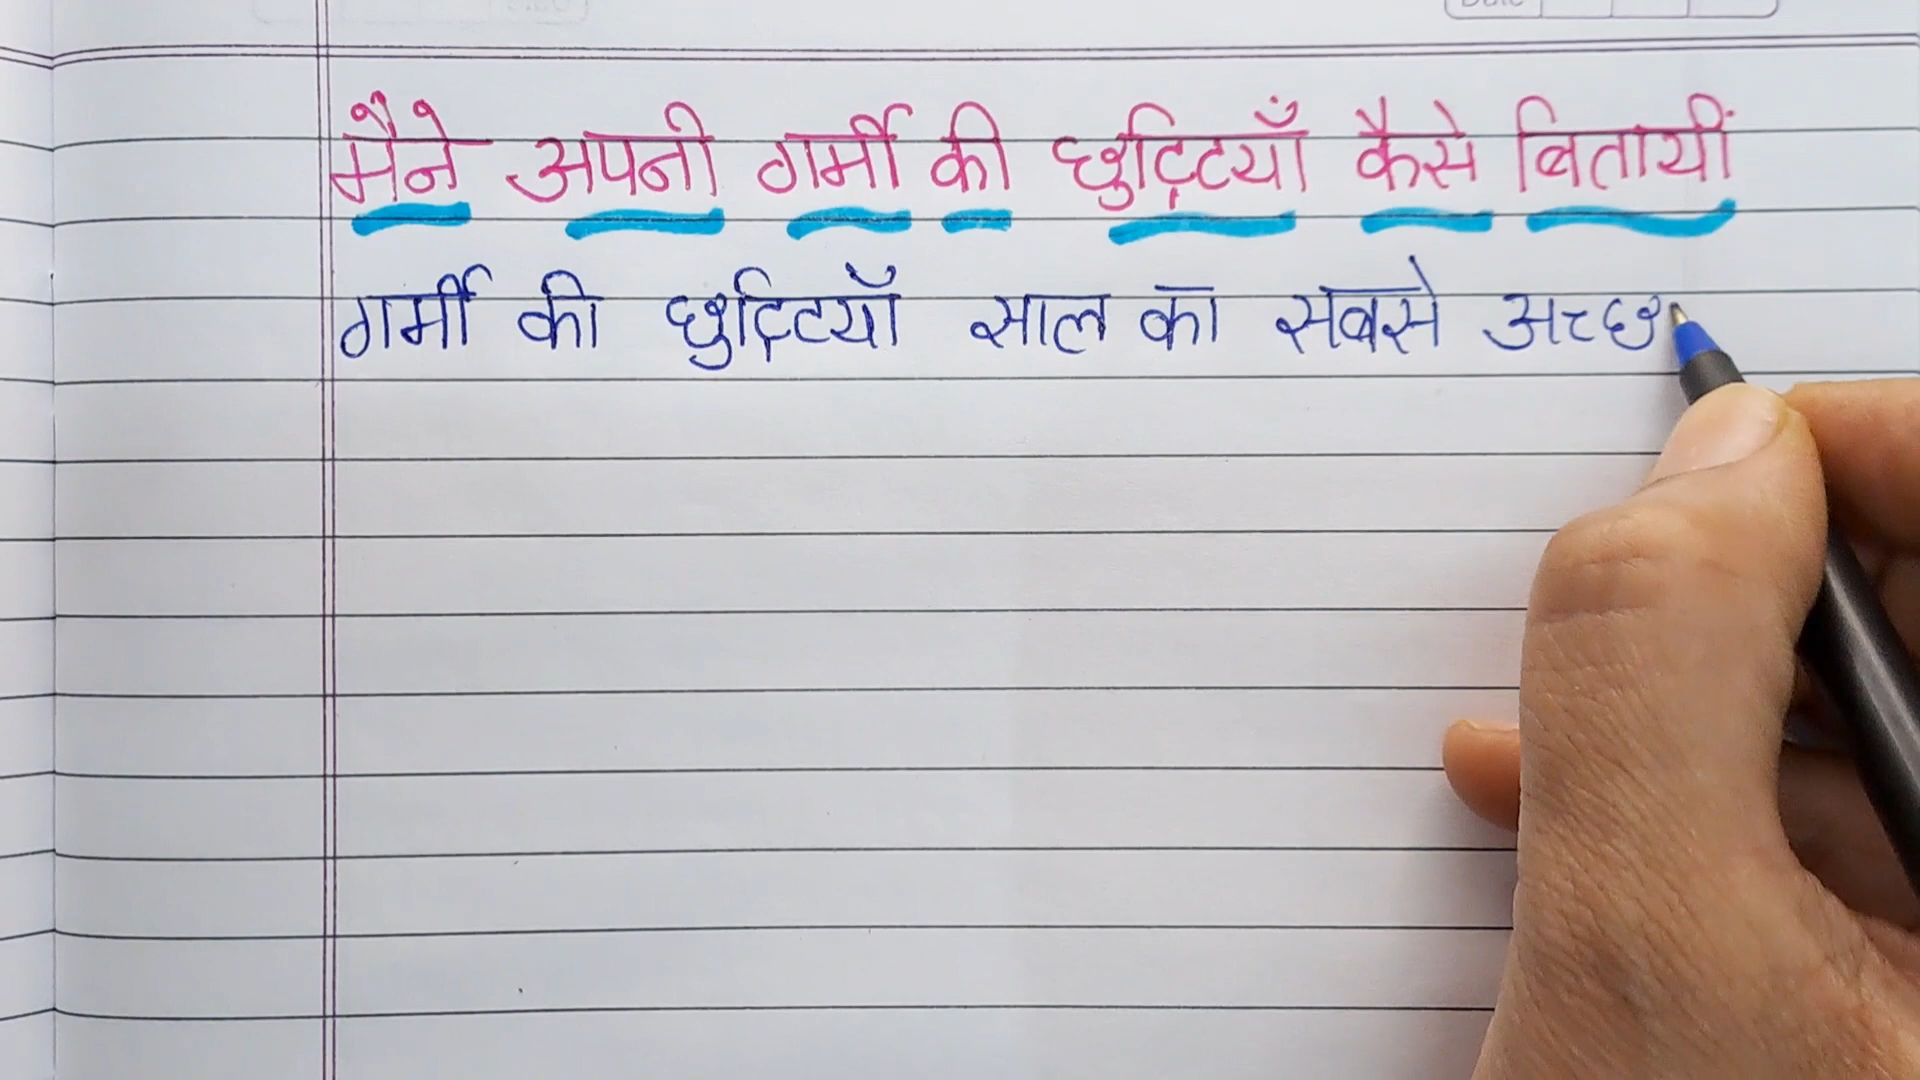 मैने अपनी गर्मी की छुट्टियाँ कैसे बितायीं
गर्मी की छुट्टियाँ साल का सबसे अच्छ